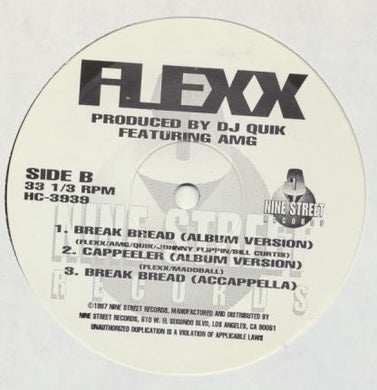 FLEXX
PRODUCED BY DJ QUIK
FEATURING AMG
SIDE B
33 1/3 RPM
HC-3939
NINE STREET
RECORDS
NINE STREET
RECORDS
1. BREAK BREAD (ALBUM VERSION)
(FLEXX/AMG/QUIK/JOHNNY FLIPPIN/BILL CURTIS)
2. CAPPEELER (ALBUM VERSION)
(FLEXX/MADDBALL)
3. BREAK BREAD (ACCAPPELLA)
©1997 NINE STREET RECORDS, MANUFACTURED AND DISTRIBUTED BY
NINE STREET RECORDS, 610 W. EL SEGUNDO BLVD, LOS ANGELES, CA 90061
UNAUTHORIZED DUPLICATION IS A VIOLATION OF APPLICABLE LAWS